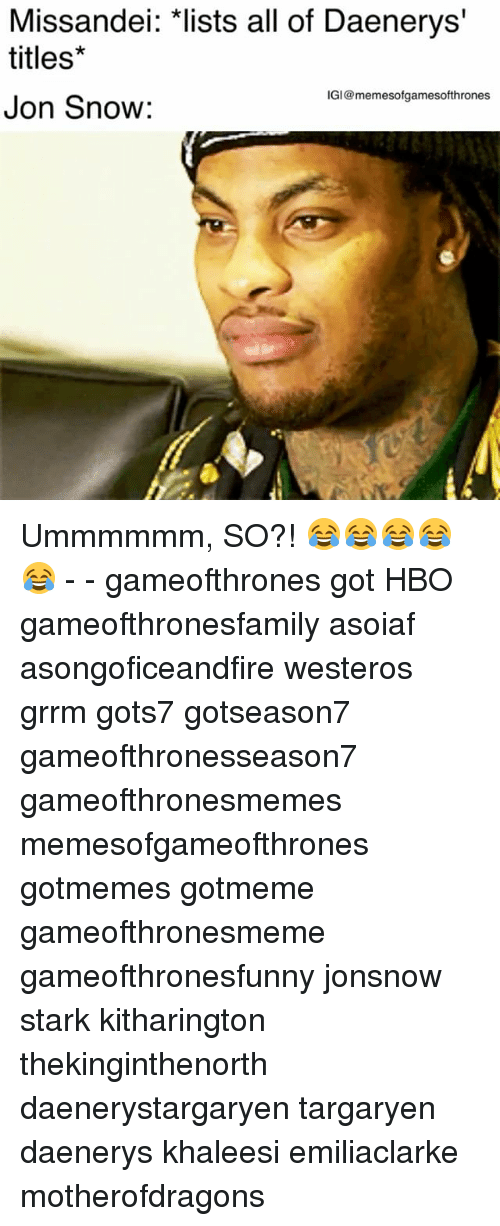 Missandei: *lists all of Daenerys'
titles*
IGI@memesofgamesofthrones
Jon Snow:
Ummmmmm, SO?! 😂😂😂😂
😂 - - gameofthrones got HBO
gameofthronesfamily asoiaf
asongoficeandfire westeros
grrm gots7 gotseason7
gameofthronesseason7
gameofthronesmemes
memesofgameofthrones
gotmemes gotmeme
gameofthronesmeme
gameofthronesfunny jonsnow
stark kitharington
thekinginthenorth
daenerystargaryen targaryen
daenerys khaleesi emiliaclarke
motherofdragons